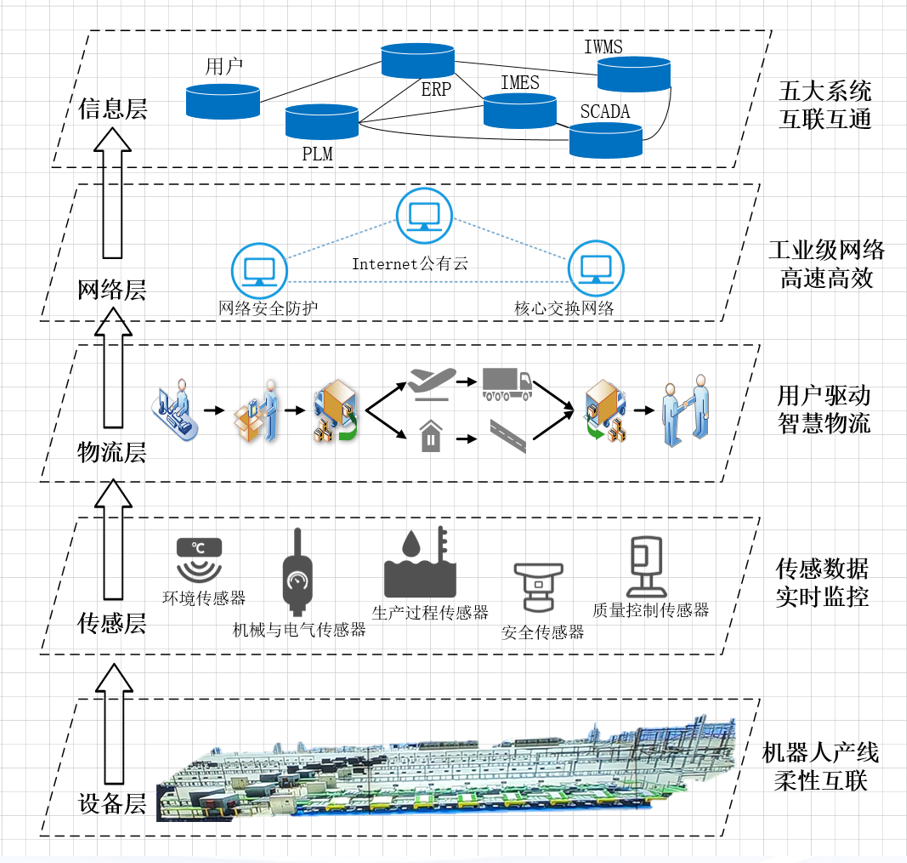 用户
ERP
IWMS
IMES
SCADA
PLM
信息层
五大系统
互联互通
Internet公有云
网络安全防护
核心交换网络
网络层
工业级网络
高速高效
物流层
用户驱动
智慧物流
℃
环境传感器
机械与电气传感器
生产过程传感器
安全传感器
质量控制传感器
传感层
传感数据
实时监控
设备层
机器人产线
柔性互联